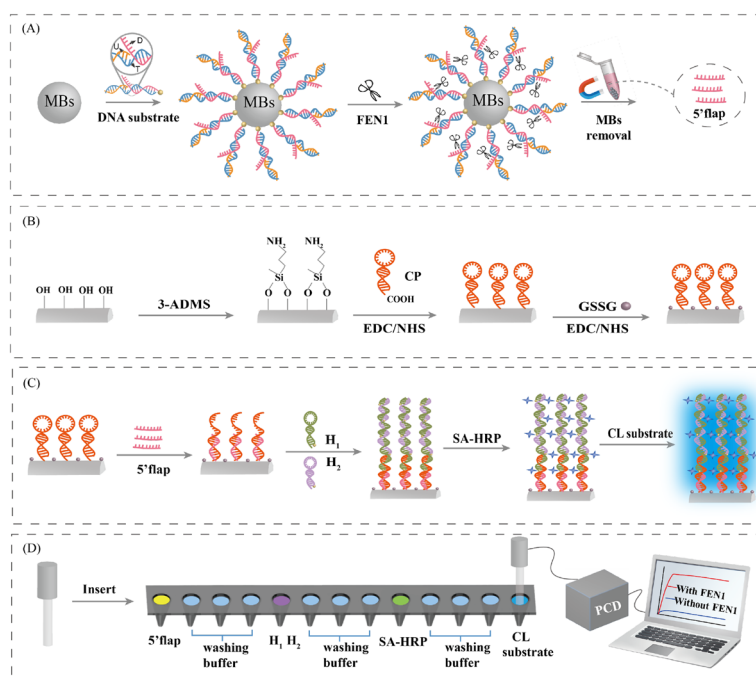 (A)
U
D
T
MBs
DNA substrate
MBs
FEN1
MBs
MBs
removal
5'flap
(B)
OH OH OH OH
3-ADMS
NH2 NH2
Si Si
O O O O
CP
COOH
EDC/NHS
GSSG
EDC/NHS
(C)
5'flap
H1
H2
SA-HRP
CL substrate
(D)
Insert
5'flap
washing
buffer
H1 H2
washing
buffer
SA-HRP
washing
buffer
CL
substrate
PCD
With FEN1
Without FEN1